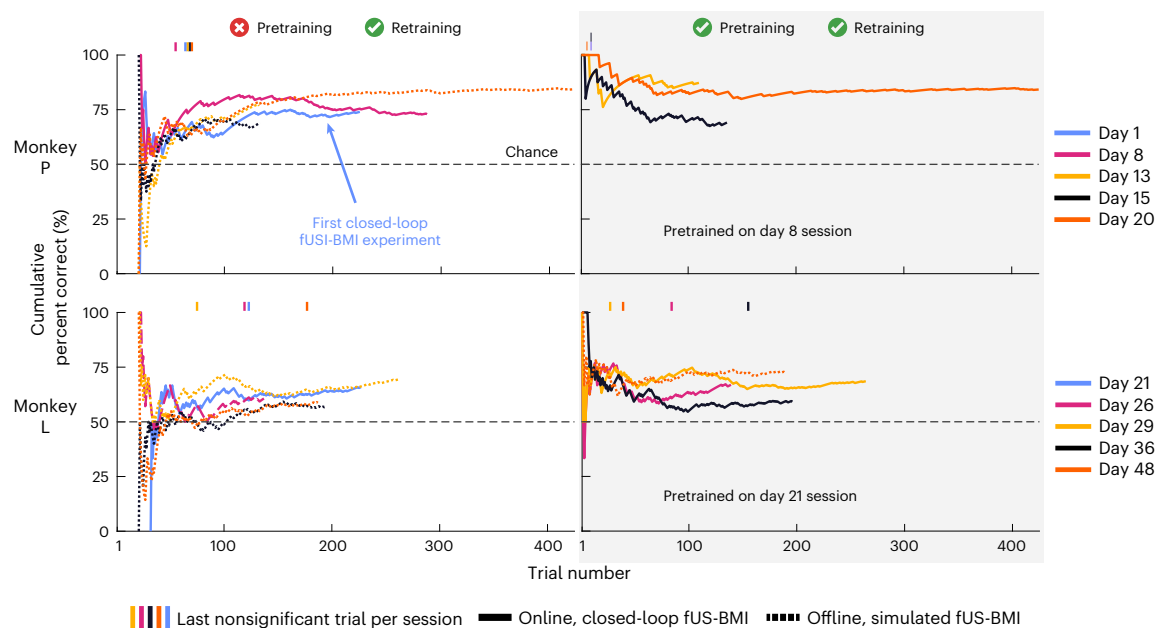 Pretraining Retraining
Pretraining Retraining
Cumulative
percent correct (%)
Monkey
P
100
75
50
25
0
Chance
First closed-loop
fUSI-BMI experiment
Pretrained on day 8 session
Day 1
Day 8
Day 13
Day 15
Day 20
Monkey
L
100
75
50
25
0
1 100 200 300 400
Pretrained on day 21 session
1 100 200 300 400
Day 21
Day 26
Day 29
Day 36
Day 48
Trial number
Last nonsignificant trial per session Online, closed-loop fUS-BMI Offline, simulated fUS-BMI